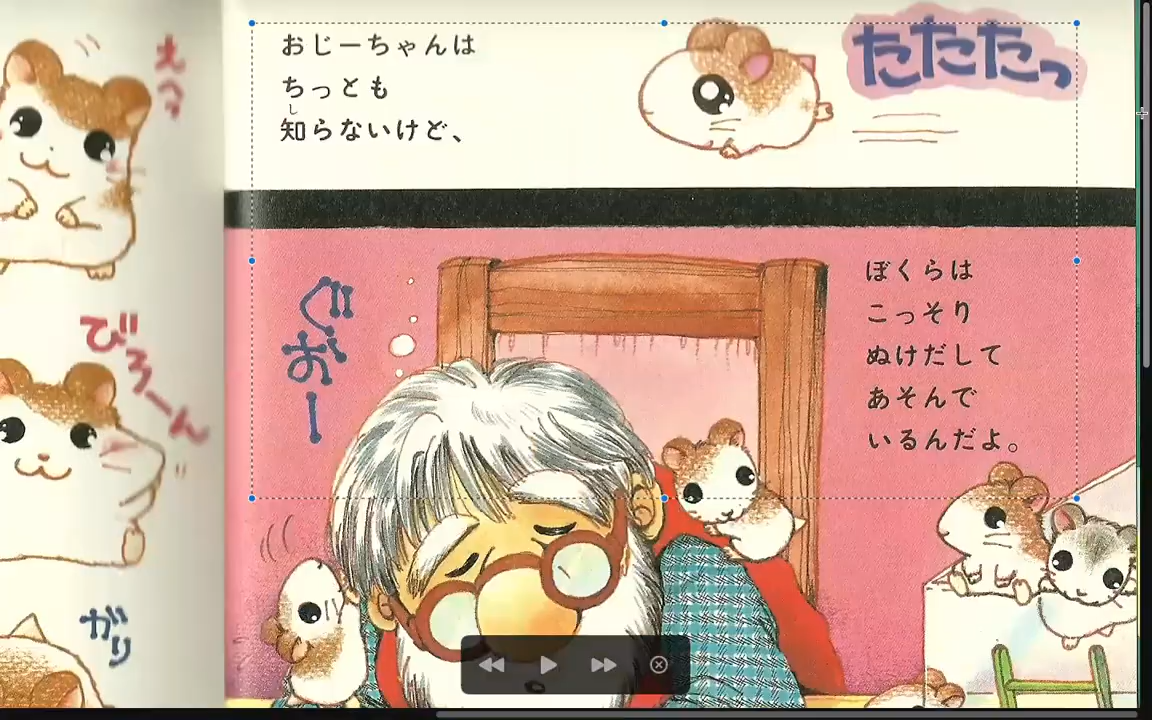 えへへ
びろーん
がり
おじーちゃんは
ちっとも
知らないけど、
し
たたたっ
ぐおー
ぼくらは
こっそり
ぬけだして
あそんで
いるんだよ。